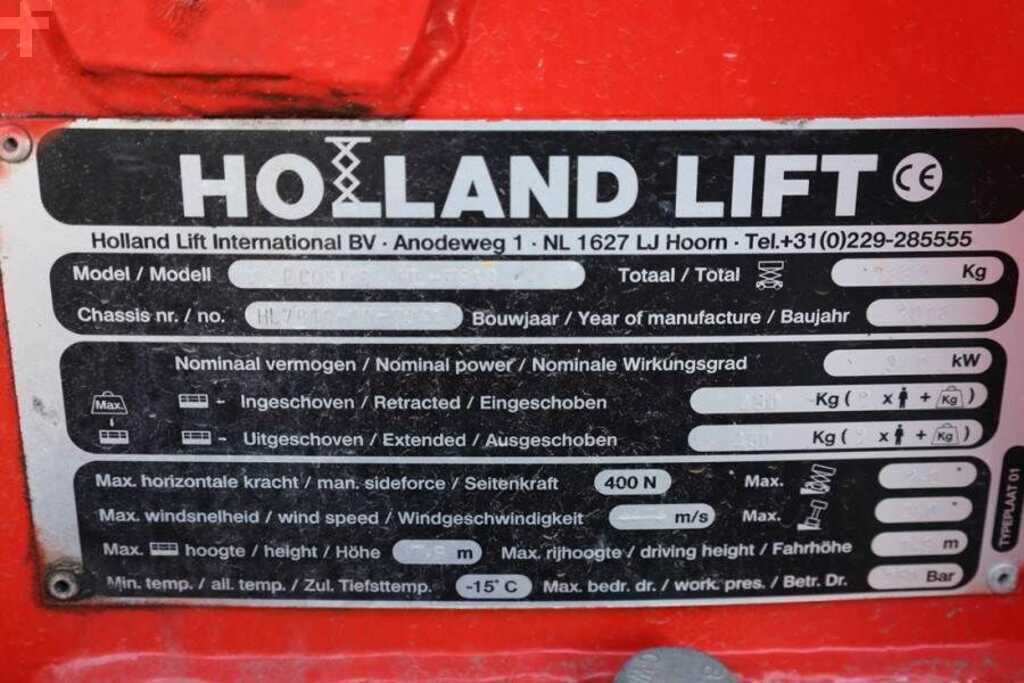 HOLLAND LIFT CE
Holland Lift International BV · Anodeweg 1 · NL 1627 LJ Hoorn · Tel.+31(0)229-285555
Model / Modell Totaal / Total Kg
Chassis nr. / no. Bouwjaar / Year of manufacture / Baujahr
Nominaal vermogen / Nominal power / Nominale Wirkungsgrad kW
Max. - Ingeschoven / Retracted / Eingeschoben Kg ( x + Kg )
- Uitgeschoven / Extended / Ausgeschoben Kg ( x + Kg )
Max. horizontale kracht / man. sideforce / Seitenkraft 400 N Max.
Max. windsnelheid / wind speed / Windgeschwindigkeit m/s Max.
Max. hoogte / height / Höhe m Max. rijhoogte / driving height / Fahrhöhe m
Min. temp. / all. temp. / Zul. Tiefsttemp. -15°C Max. bedr. dr. / work. pres. / Betr. Dr. Bar
TYPEPLAAT 01